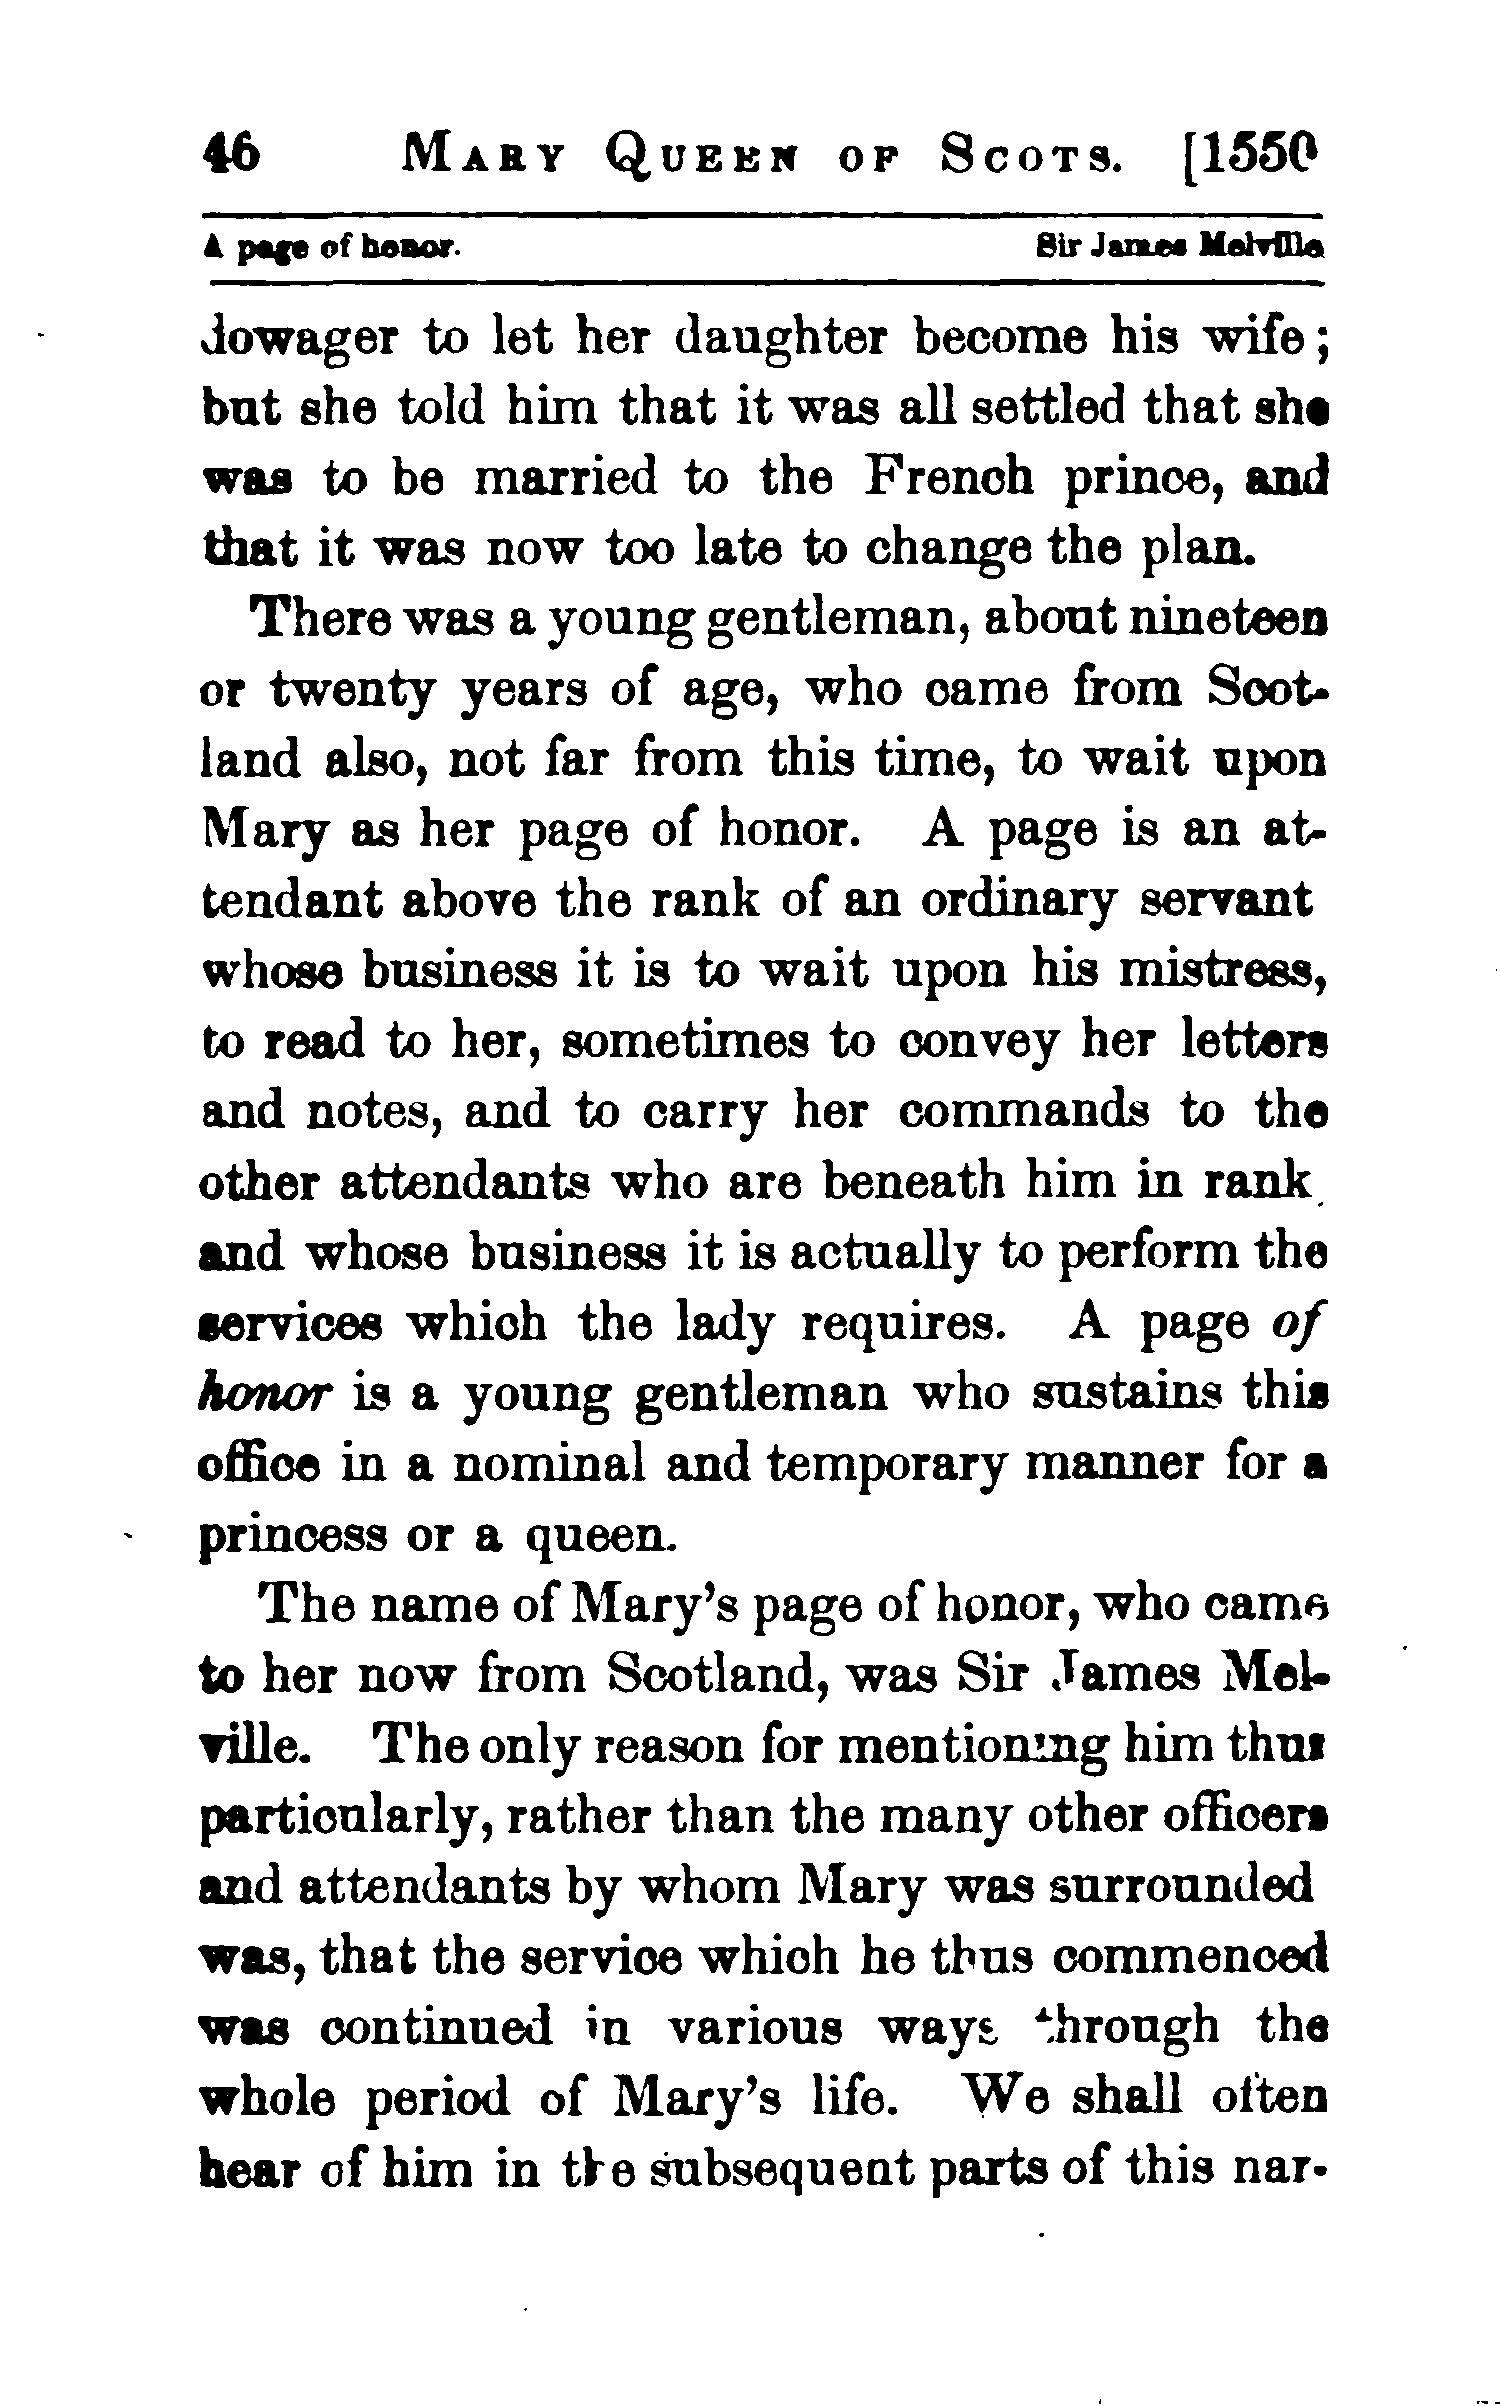 46 MARY QUEEN OF SCOTS. [1550
A page of honor. Sir James Melville
dowager to let her daughter become his wife;
but she told him that it was all settled that she
was to be married to the French prince, and
that it was now too late to change the plan.
There was a young gentleman, about nineteen
or twenty years of age, who came from Scot-
land also, not far from this time, to wait upon
Mary as her page of honor. A page is an at-
tendant above the rank of an ordinary servant
whose business it is to wait upon his mistress,
to read to her, sometimes to convey her letters
and notes, and to carry her commands to the
other attendants who are beneath him in rank
and whose business it is actually to perform the
services which the lady requires. A page of
honor is a young gentleman who sustains this
office in a nominal and temporary manner for a
princess or a queen.
The name of Mary's page of honor, who came
to her now from Scotland, was Sir James Mel-
ville. The only reason for mentioning him thus
particularly, rather than the many other officers
and attendants by whom Mary was surrounded
was, that the service which he thus commenced
was continued in various ways through the
whole period of Mary's life. We shall often
hear of him in the subsequent parts of this nar-